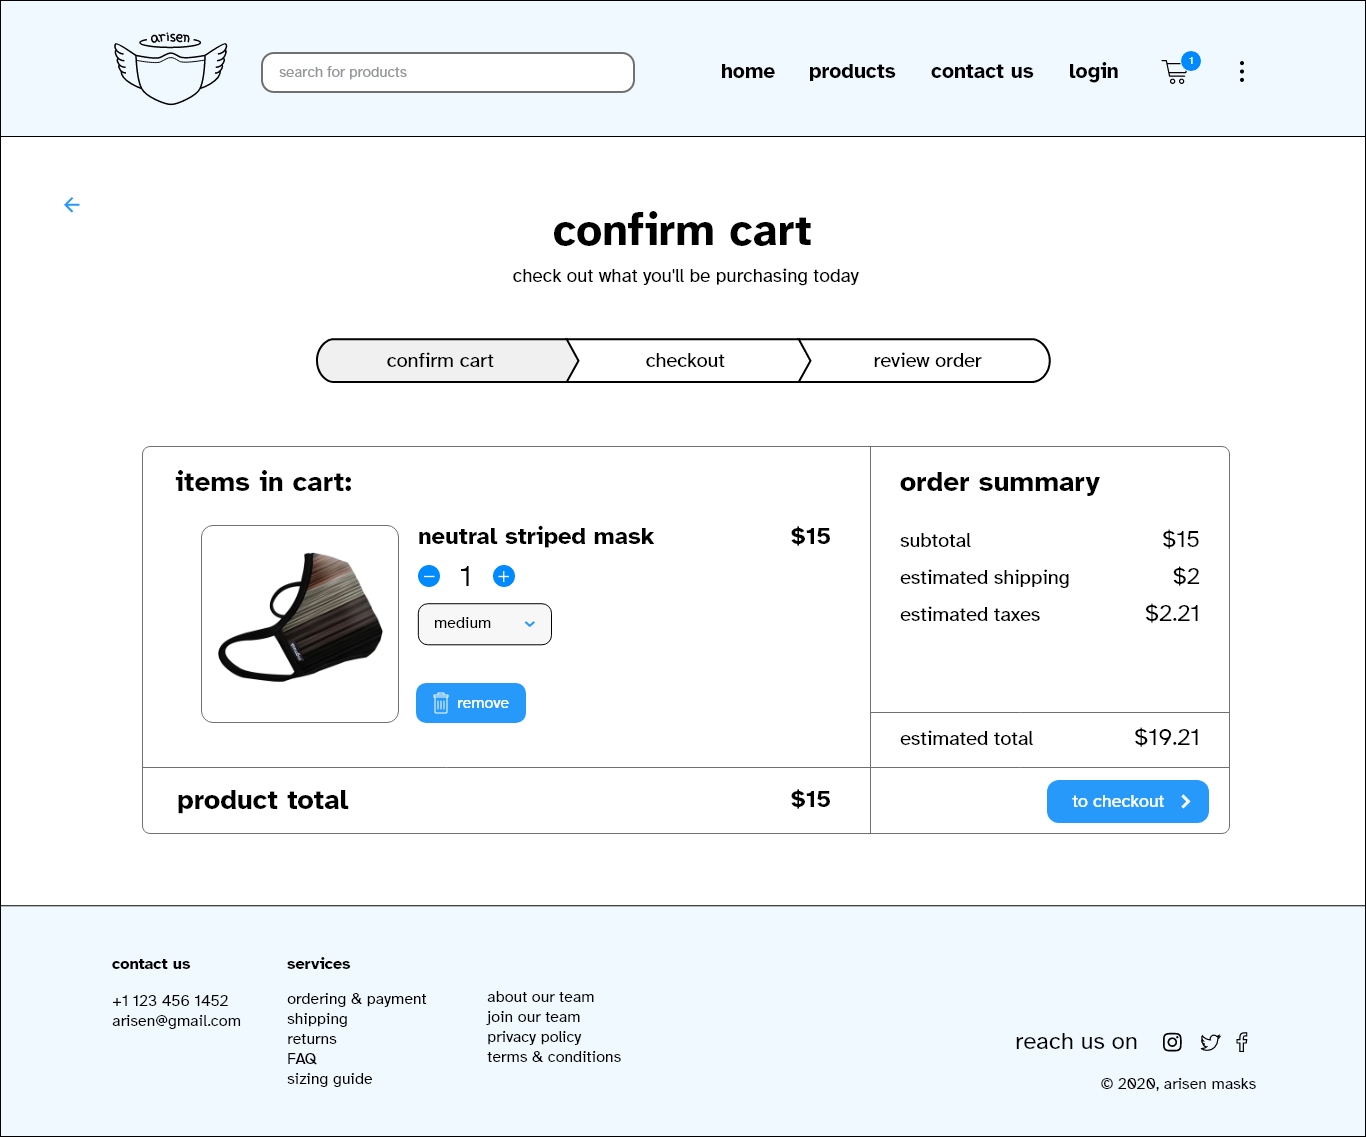 arisen
search for products
home
products
contact us
login
1
confirm cart
check out what you'll be purchasing today
confirm cart
checkout
review order
items in cart:
neutral striped mask
$15
1
medium
remove
product total
$15
order summary
subtotal
$15
estimated shipping
$2
estimated taxes
$2.21
estimated total
$19.21
to checkout
contact us
+1 123 456 1452
arisen@gmail.com
services
ordering & payment
shipping
returns
FAQ
sizing guide
about our team
join our team
privacy policy
terms & conditions
reach us on
© 2020, arisen masks